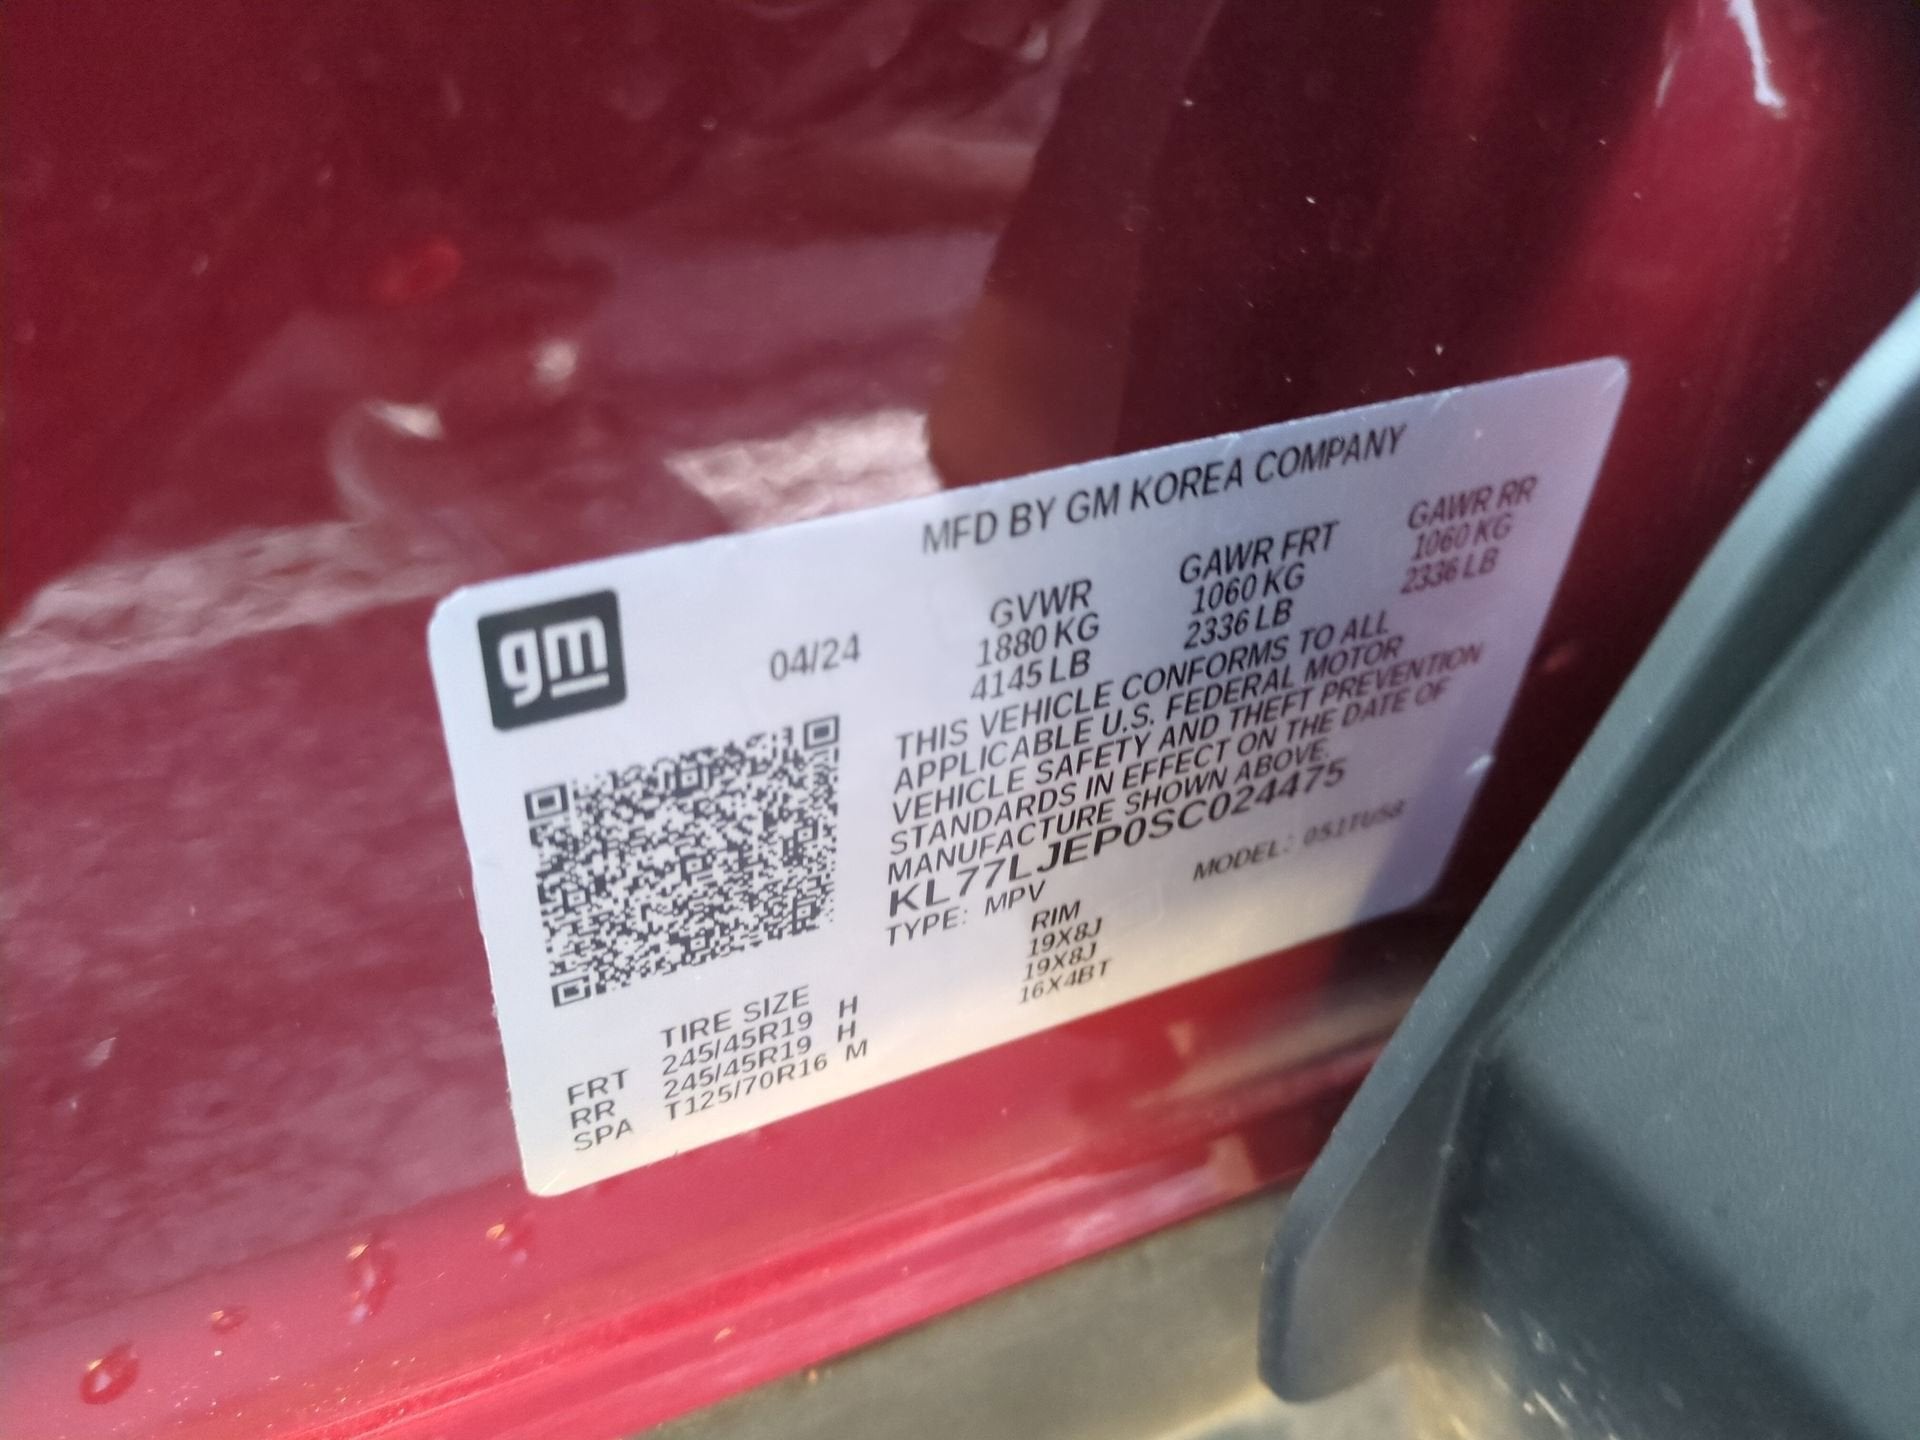 MFD BY GM KOREA COMPANY
gm
04/24
GVWR GAWR FRT GAWR RR
1880 KG 1060 KG 1060 KG
4145 LB 2336 LB 2336 LB
THIS VEHICLE CONFORMS TO ALL
APPLICABLE U.S. FEDERAL MOTOR
VEHICLE SAFETY AND THEFT PREVENTION
STANDARDS IN EFFECT ON THE DATE OF
MANUFACTURE SHOWN ABOVE.
KL77LJEP0SC024475
TYPE: MPV MODEL:
TIRE SIZE RIM
FRT 245/45R19 H 19X8J
RR 245/45R19 H 19X8J
SPA T125/70R16 M 16X4BT